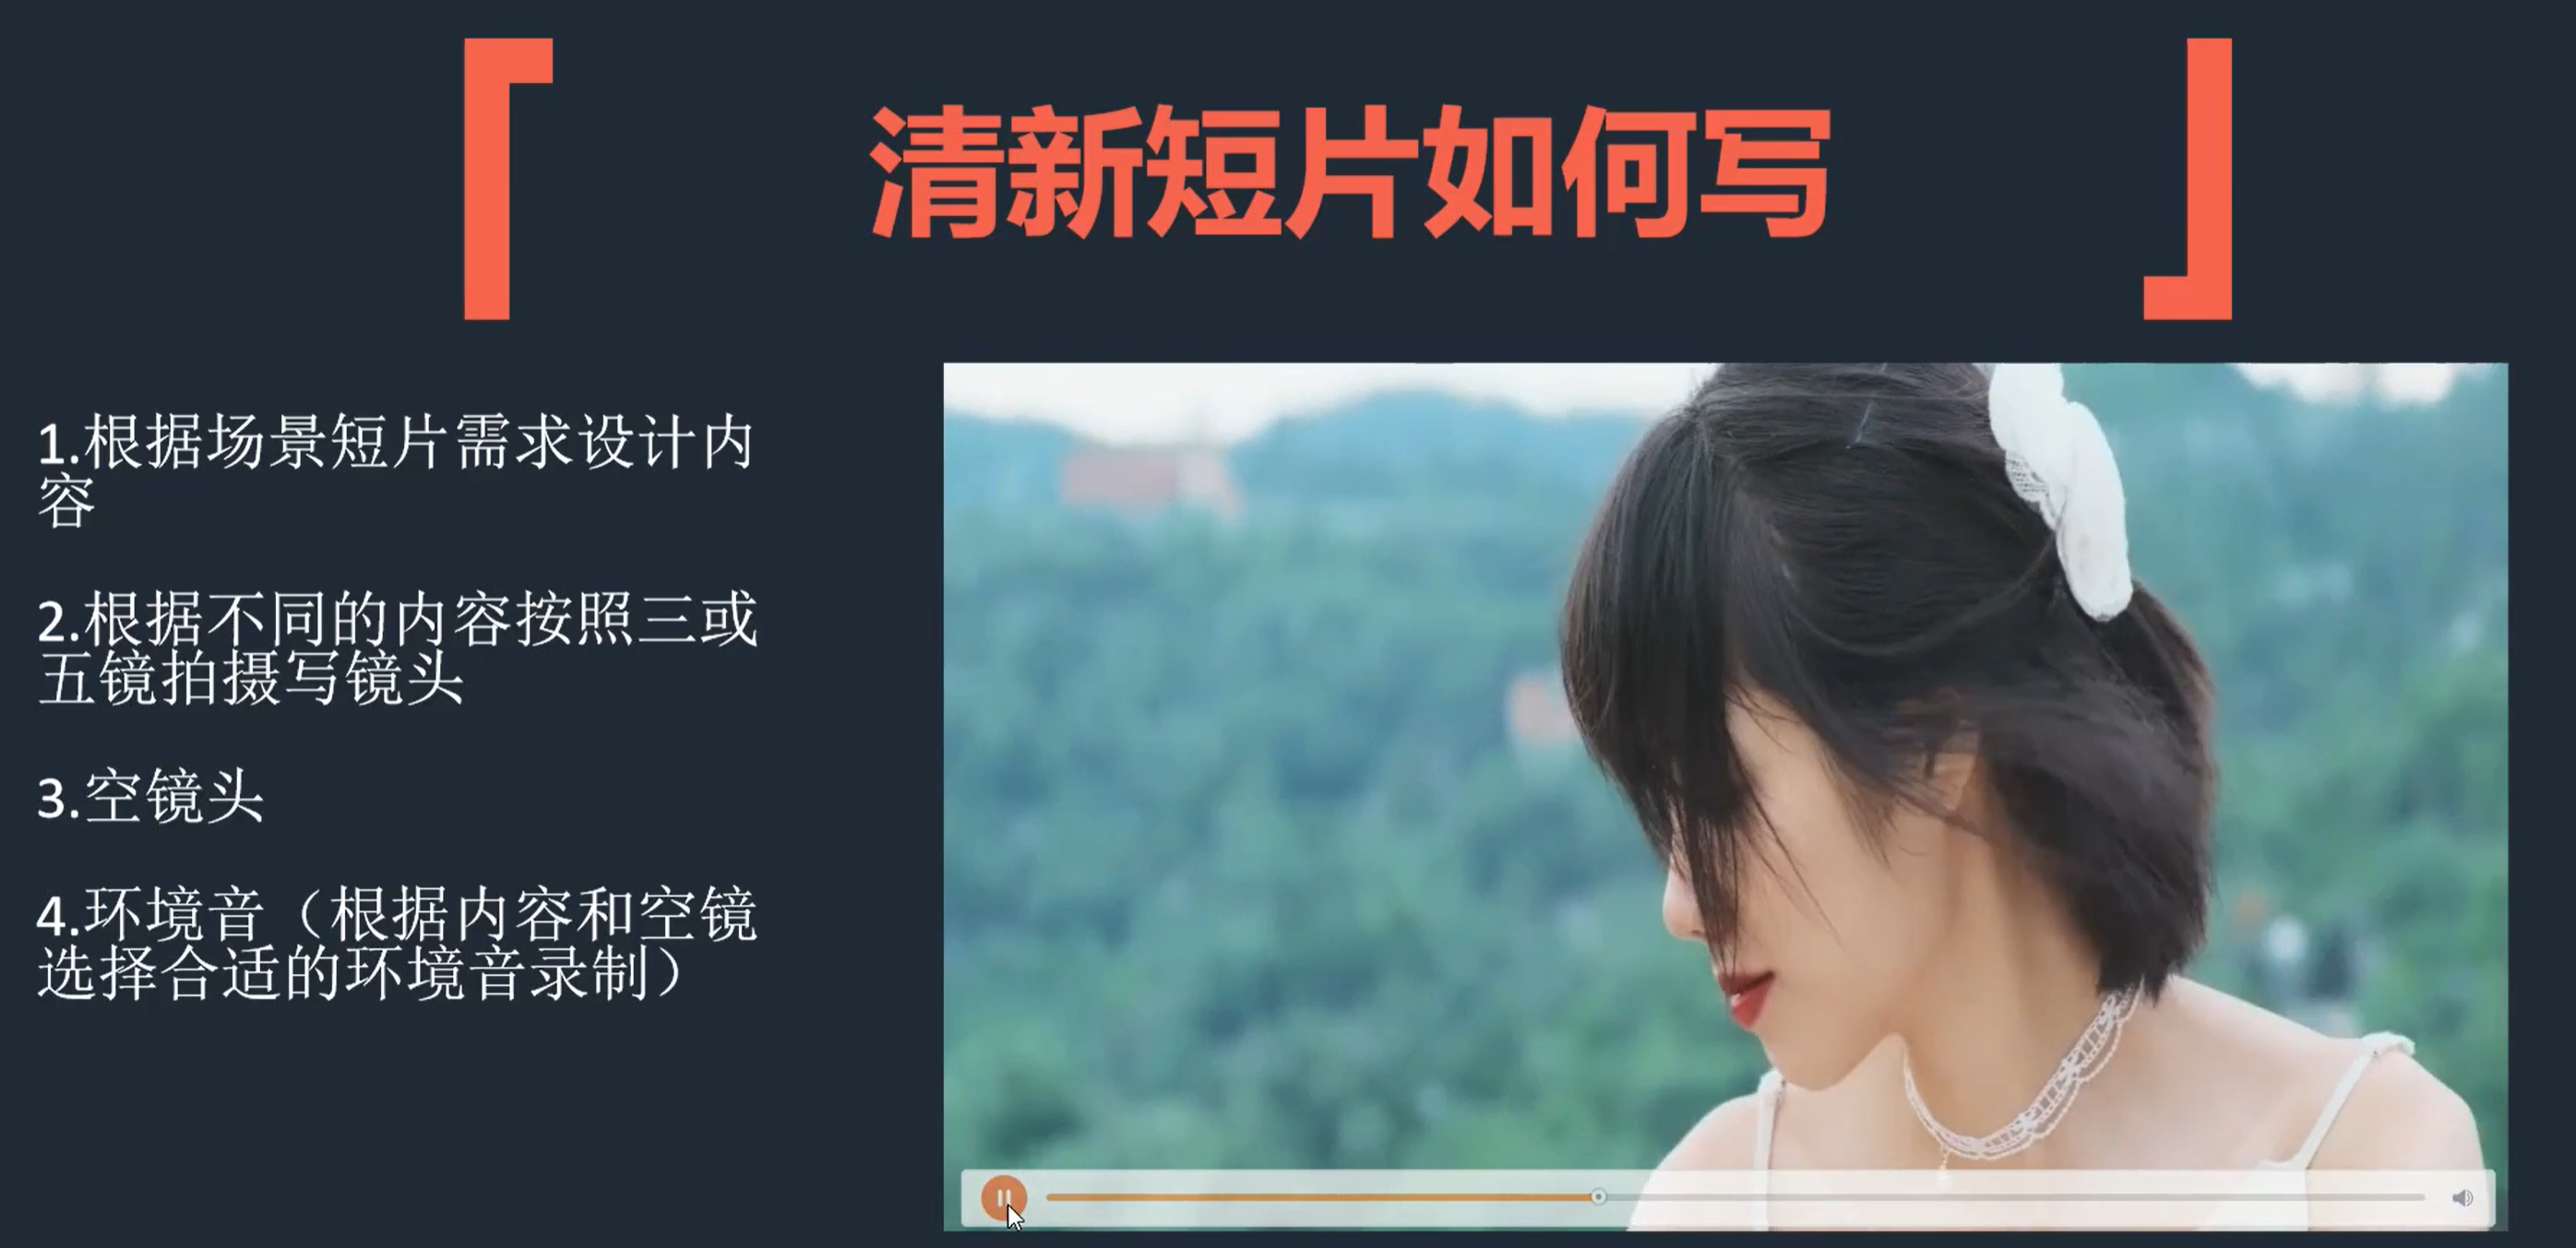 清新短片如何写
1.根据场景短片需求设计内
容
2.根据不同的内容按照三或
五镜拍摄写镜头
3.空镜头
4.环境音（根据内容和空镜
选择合适的环境音录制）